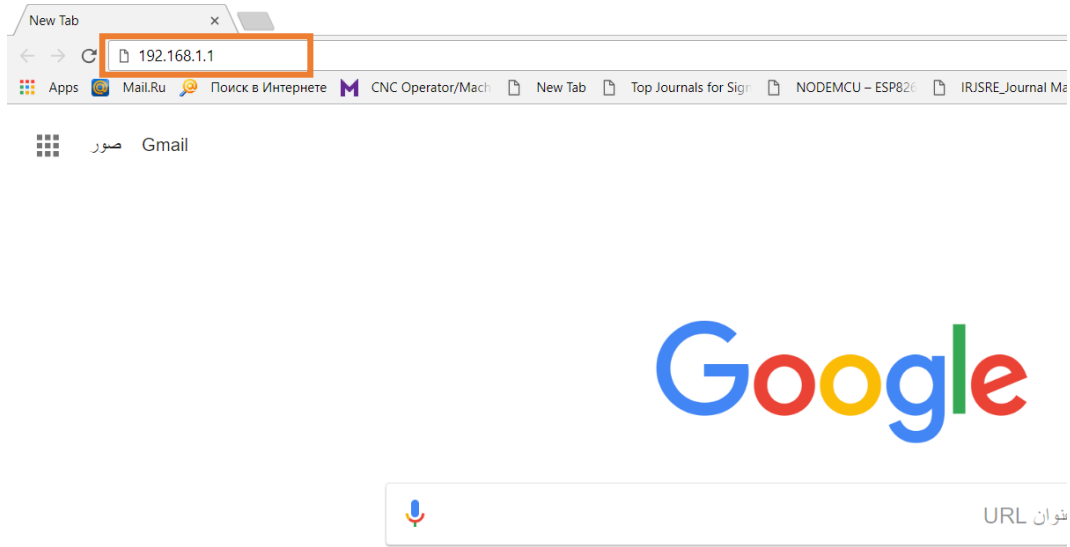 New Tab
192.168.1.1
Apps Mail.Ru Поиск в Интернете CNC Operator/Mach New Tab Top Journals for Sign NODEMCU – ESP826 IRJSRE_Journal Ma
صور Gmail
Google
عنوان URL